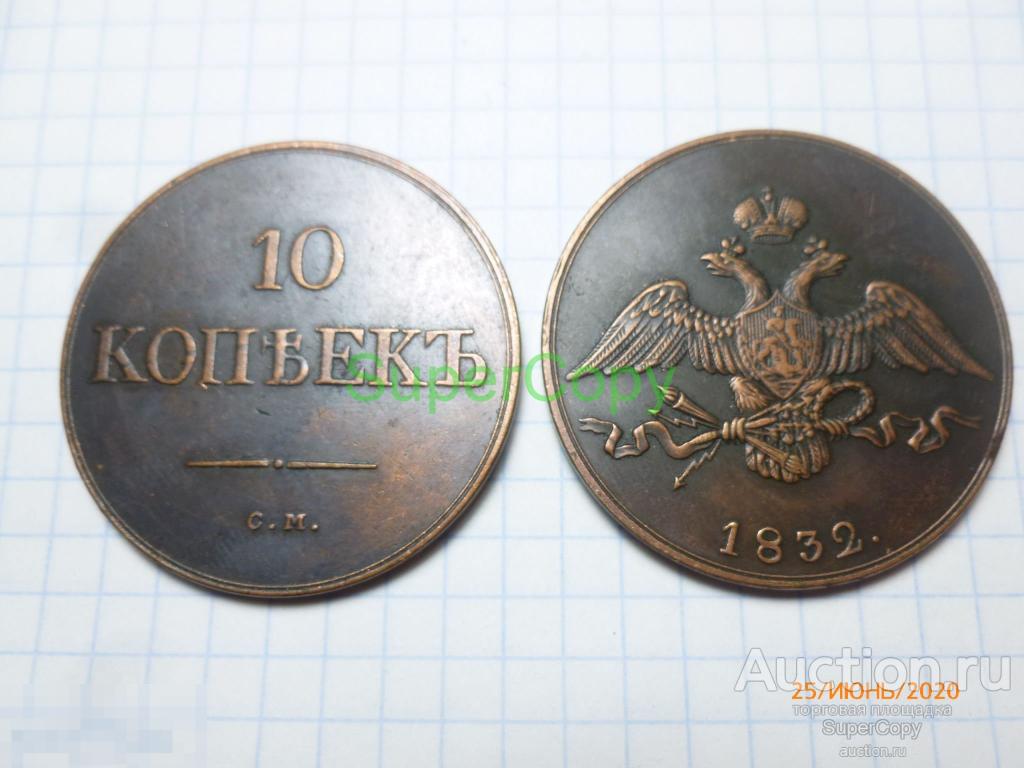 10
КОПѢЕКЪ
С.М.
1832.
SuperCopy
Auction.ru
25/ИЮНЬ/2020
торговая площадка
SuperCopy
auction.ru